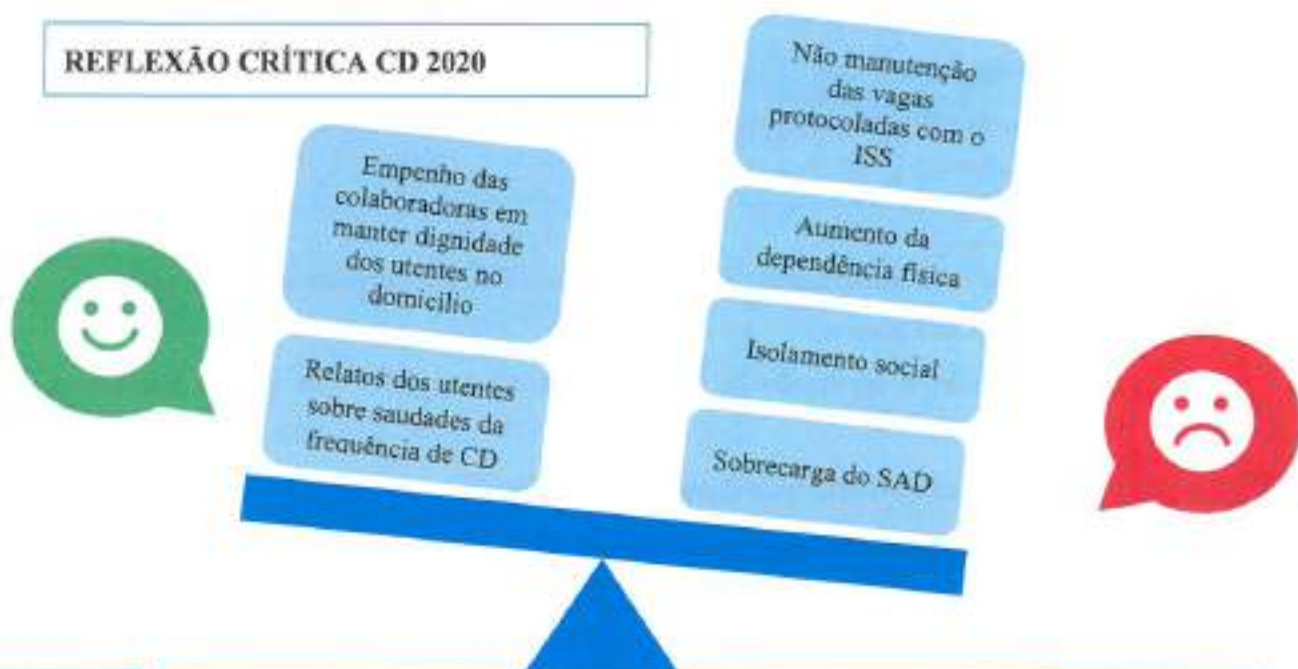 REFLEXÃO CRÍTICA CD 2020
Empenho das
colaboradoras em
manter dignidade
dos utentes no
domicílio
Relatos dos utentes
sobre saudades da
frequência de CD
Não manutenção
das vagas
protocoladas com o
ISS
Aumento da
dependência física
Isolamento social
Sobrecarga do SAD